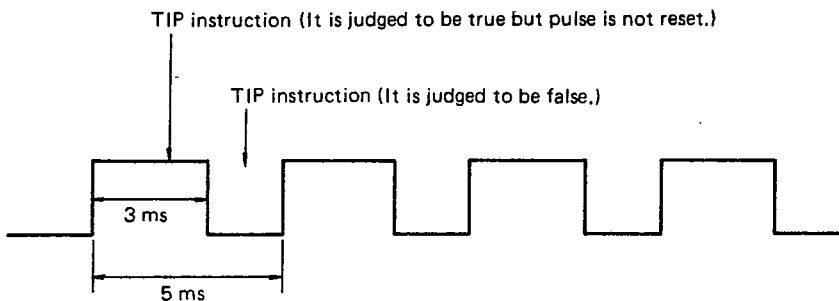 TIP instruction (It is judged to be true but pulse is not reset.)
TIP instruction (It is judged to be false.)
3 ms
5 ms